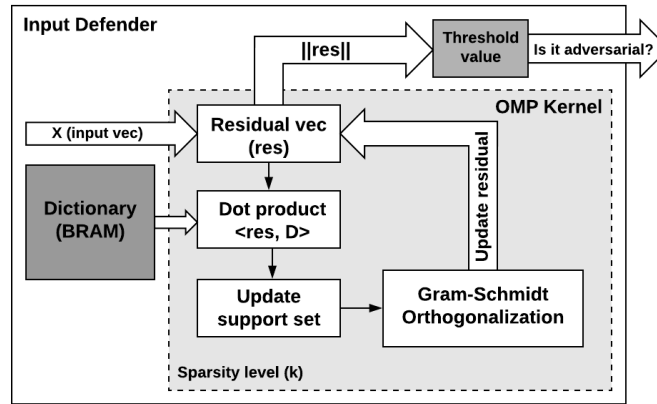 Input Defender
||res||
Threshold
value
Is it adversarial?
OMP Kernel
X (input vec)
Residual vec
(res)
Dictionary
(BRAM)
Dot product
<res, D>
Update residual
Update
support set
Gram-Schmidt
Orthogonalization
Sparsity level (k)